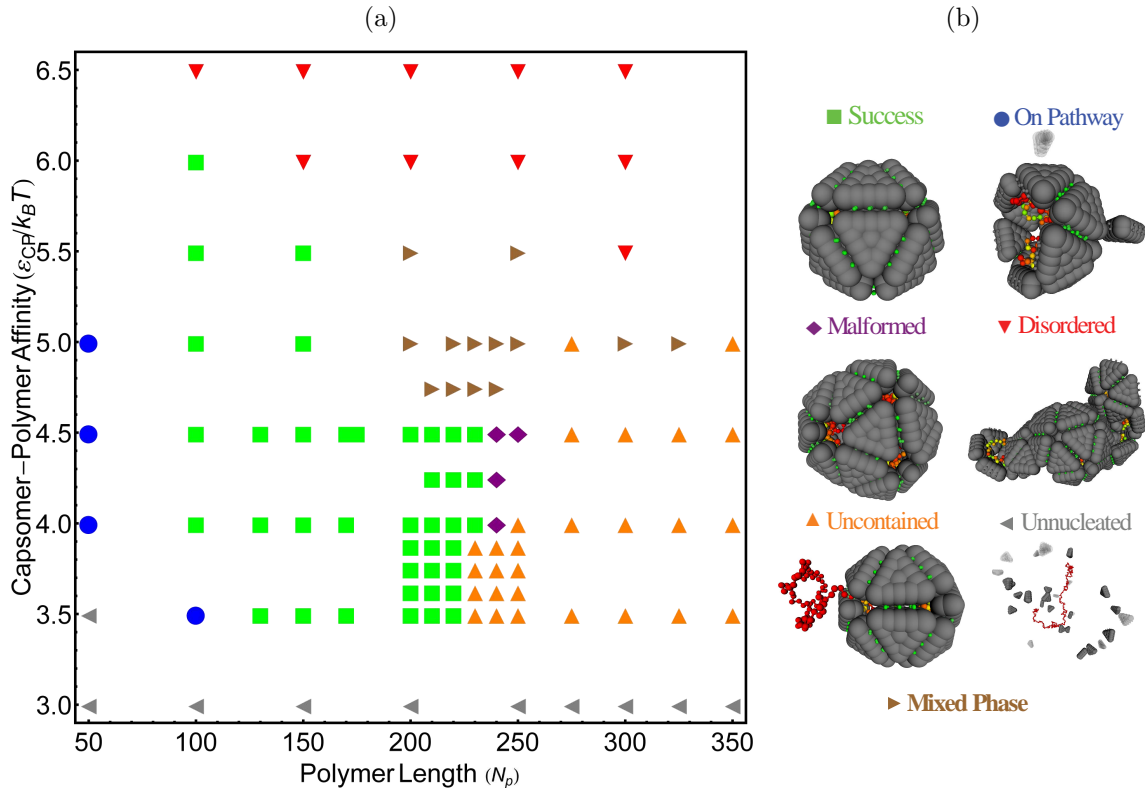 (a)
(b)
Capsomer−Polymer Affinity (εCP/kBT)
6.5
6.0
5.5
5.0
4.5
4.0
3.5
3.0
50
100
150
200
250
300
350
Polymer Length (Np)
Success
On Pathway
Malformed
Disordered
Uncontained
Unnucleated
Mixed Phase